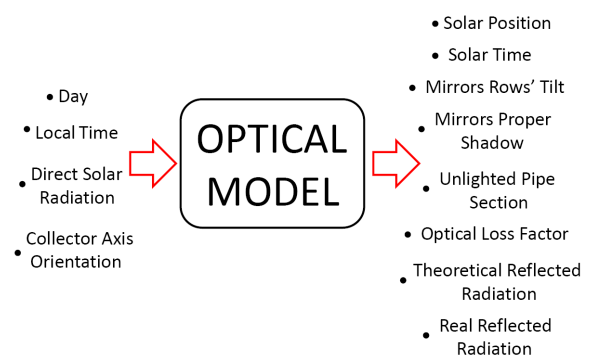 • Day
• Local Time
• Direct Solar
Radiation
• Collector Axis
Orientation
OPTICAL
MODEL
• Solar Position
• Solar Time
• Mirrors Rows’ Tilt
• Mirrors Proper
Shadow
• Unlighted Pipe
Section
• Optical Loss Factor
• Theoretical Reflected
Radiation
• Real Reflected
Radiation